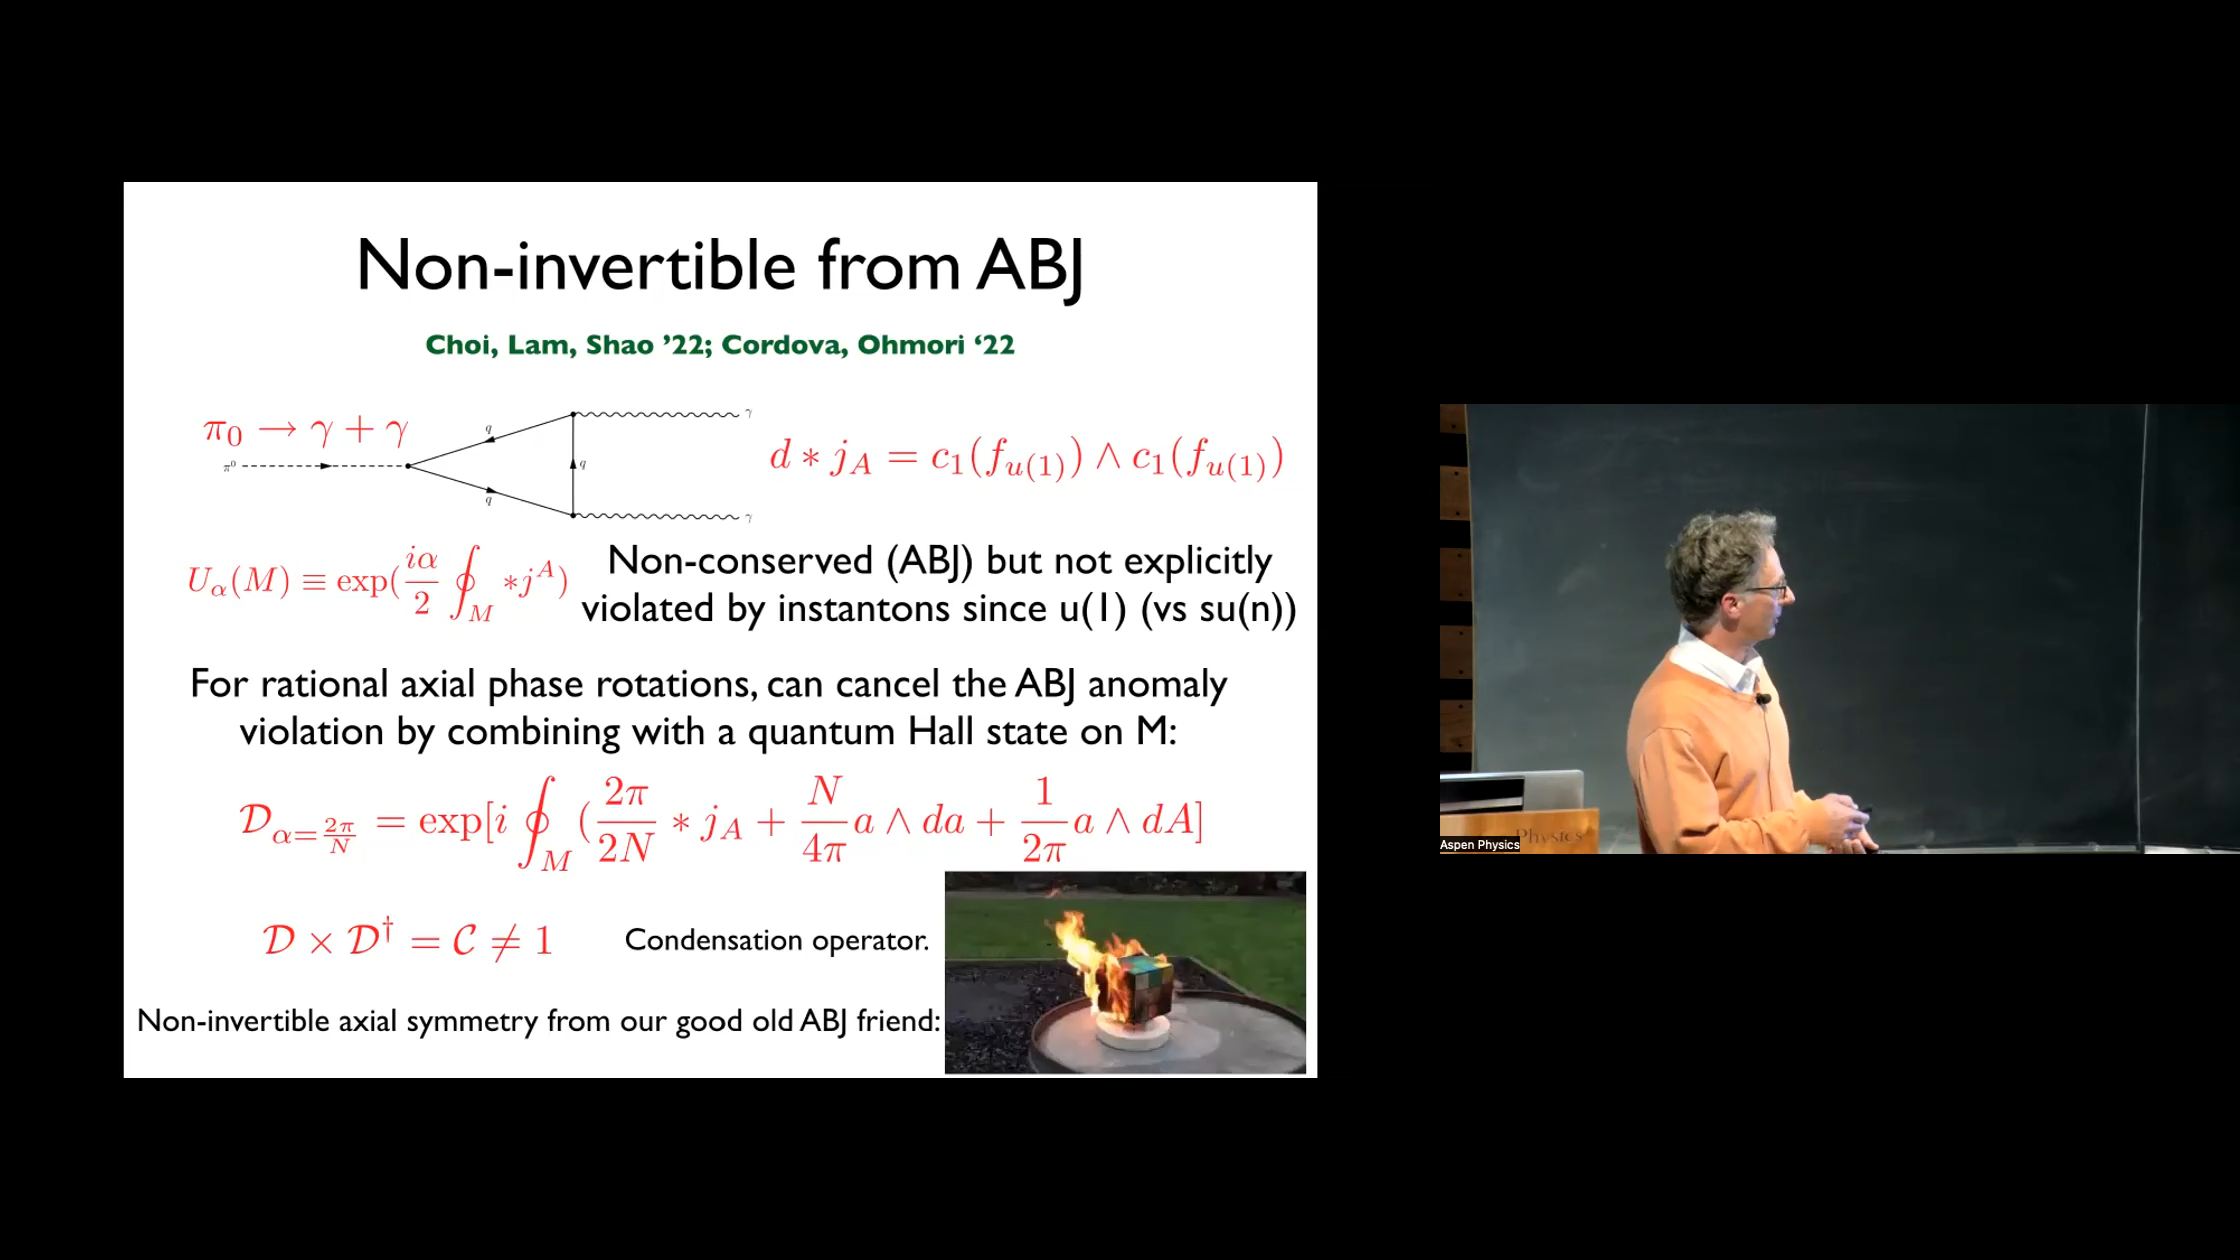 Non-invertible from ABJ
Choi, Lam, Shao ’22; Cordova, Ohmori ‘22
π₀ → γ + γ
π⁰
q
q
q
γ
γ
d ∗ j_A = c₁(f_{u(1)}) ∧ c₁(f_{u(1)})
U_α(M) ≡ exp(iα/2 ∮_M ∗j^A)
Non-conserved (ABJ) but not explicitly
violated by instantons since u(1) (vs su(n))
For rational axial phase rotations, can cancel the ABJ anomaly
violation by combining with a quantum Hall state on M:
𝒟_{α=2π/N} = exp[i ∮_M (2π/2N ∗ j_A + N/4π a ∧ da + 1/2π a ∧ dA]
𝒟 × 𝒟† = 𝒞 ≠ 1
Condensation operator.
Non-invertible axial symmetry from our good old ABJ friend:
Physics
Aspen Physics